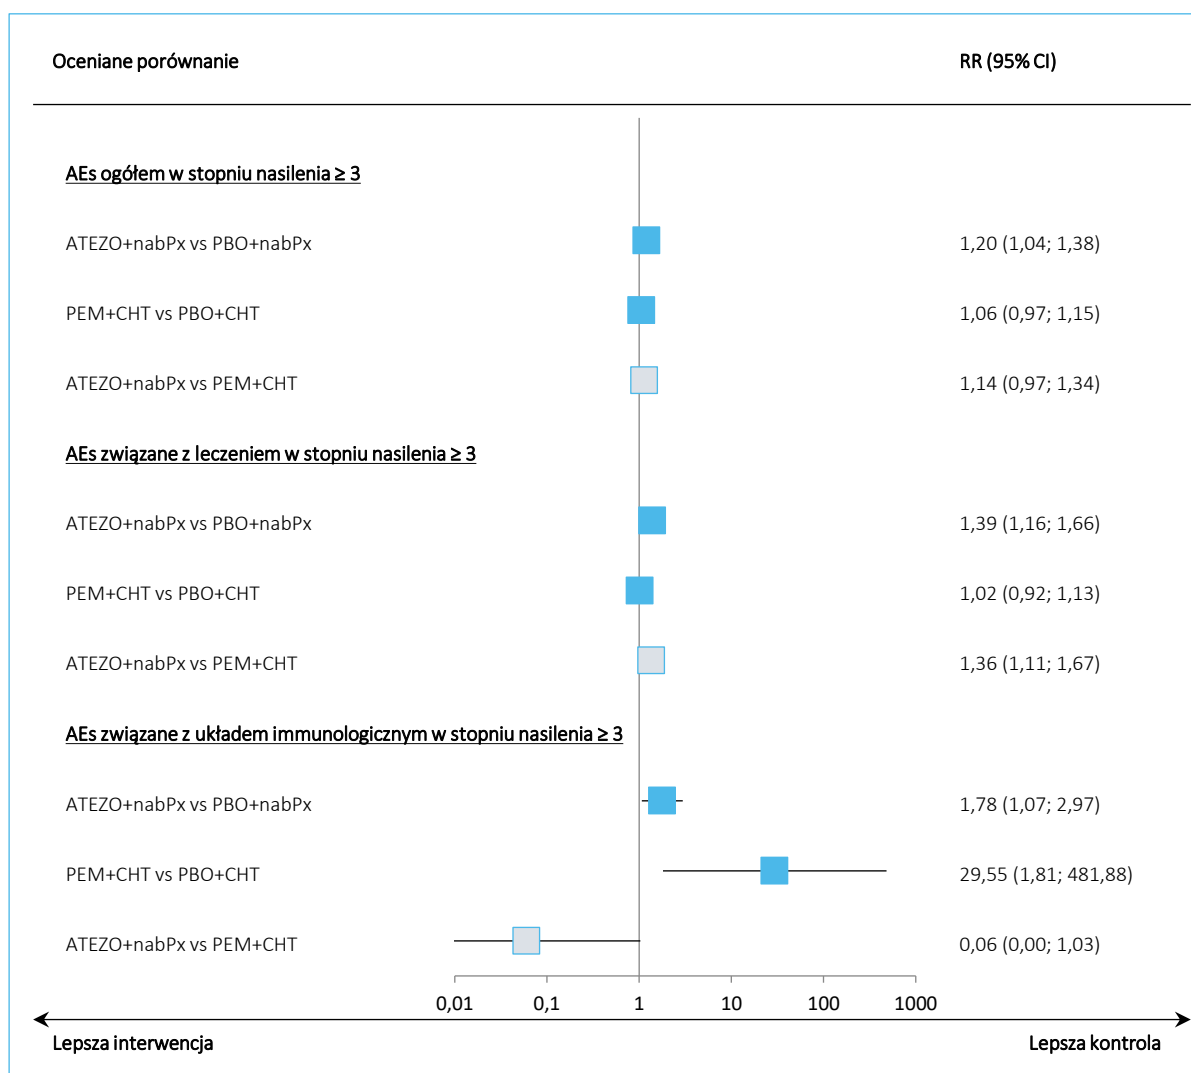 Oceniane porównanie RR (95% CI)
AEs ogółem w stopniu nasilenia ≥ 3
ATEZO+nabPx vs PBO+nabPx 1,20 (1,04; 1,38)
PEM+CHT vs PBO+CHT 1,06 (0,97; 1,15)
ATEZO+nabPx vs PEM+CHT 1,14 (0,97; 1,34)
AEs związane z leczeniem w stopniu nasilenia ≥ 3
ATEZO+nabPx vs PBO+nabPx 1,39 (1,16; 1,66)
PEM+CHT vs PBO+CHT 1,02 (0,92; 1,13)
ATEZO+nabPx vs PEM+CHT 1,36 (1,11; 1,67)
AEs związane z układem immunologicznym w stopniu nasilenia ≥ 3
ATEZO+nabPx vs PBO+nabPx 1,78 (1,07; 2,97)
PEM+CHT vs PBO+CHT 29,55 (1,81; 481,88)
ATEZO+nabPx vs PEM+CHT 0,06 (0,00; 1,03)
0,01 0,1 1 10 100 1000
Lepsza interwencja Lepsza kontrola